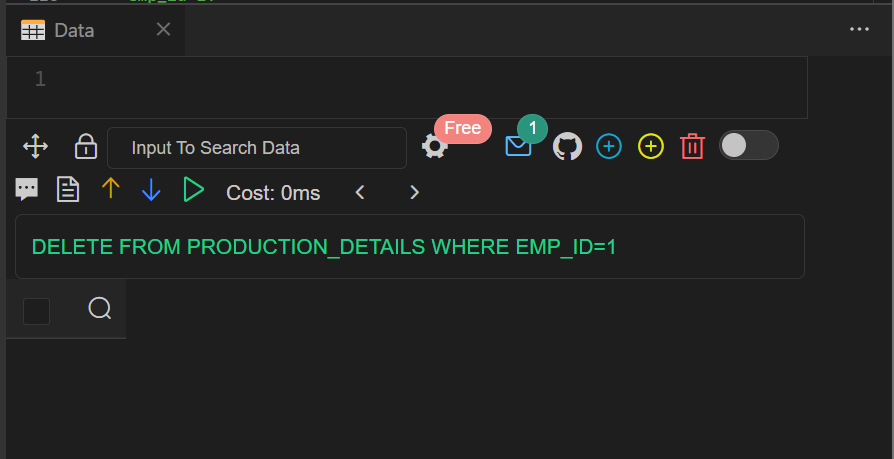 Data
1
Input To Search Data
Free
1
Cost: 0ms
DELETE FROM PRODUCTION_DETAILS WHERE EMP_ID=1